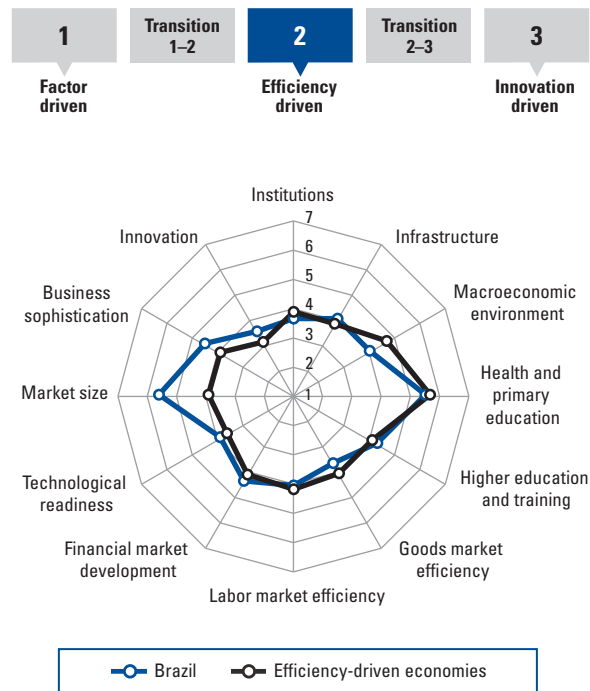 1
Transition
1–2
2
Transition
2–3
3
Factor
driven
Efficiency
driven
Innovation
driven
Institutions
7
6
5
4
3
2
1
Infrastructure
Macroeconomic
environment
Health and
primary
education
Higher education
and training
Goods market
efficiency
Labor market efficiency
Financial market
development
Technological
readiness
Market size
Business
sophistication
Innovation
Brazil
Efficiency-driven economies